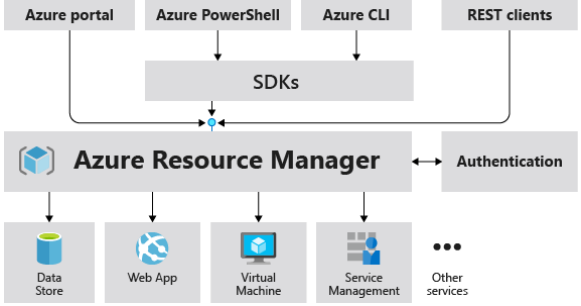 Azure portal
Azure PowerShell
Azure CLI
REST clients
SDKs
Azure Resource Manager
Authentication
Data
Store
Web App
Virtual
Machine
Service
Management
Other
services